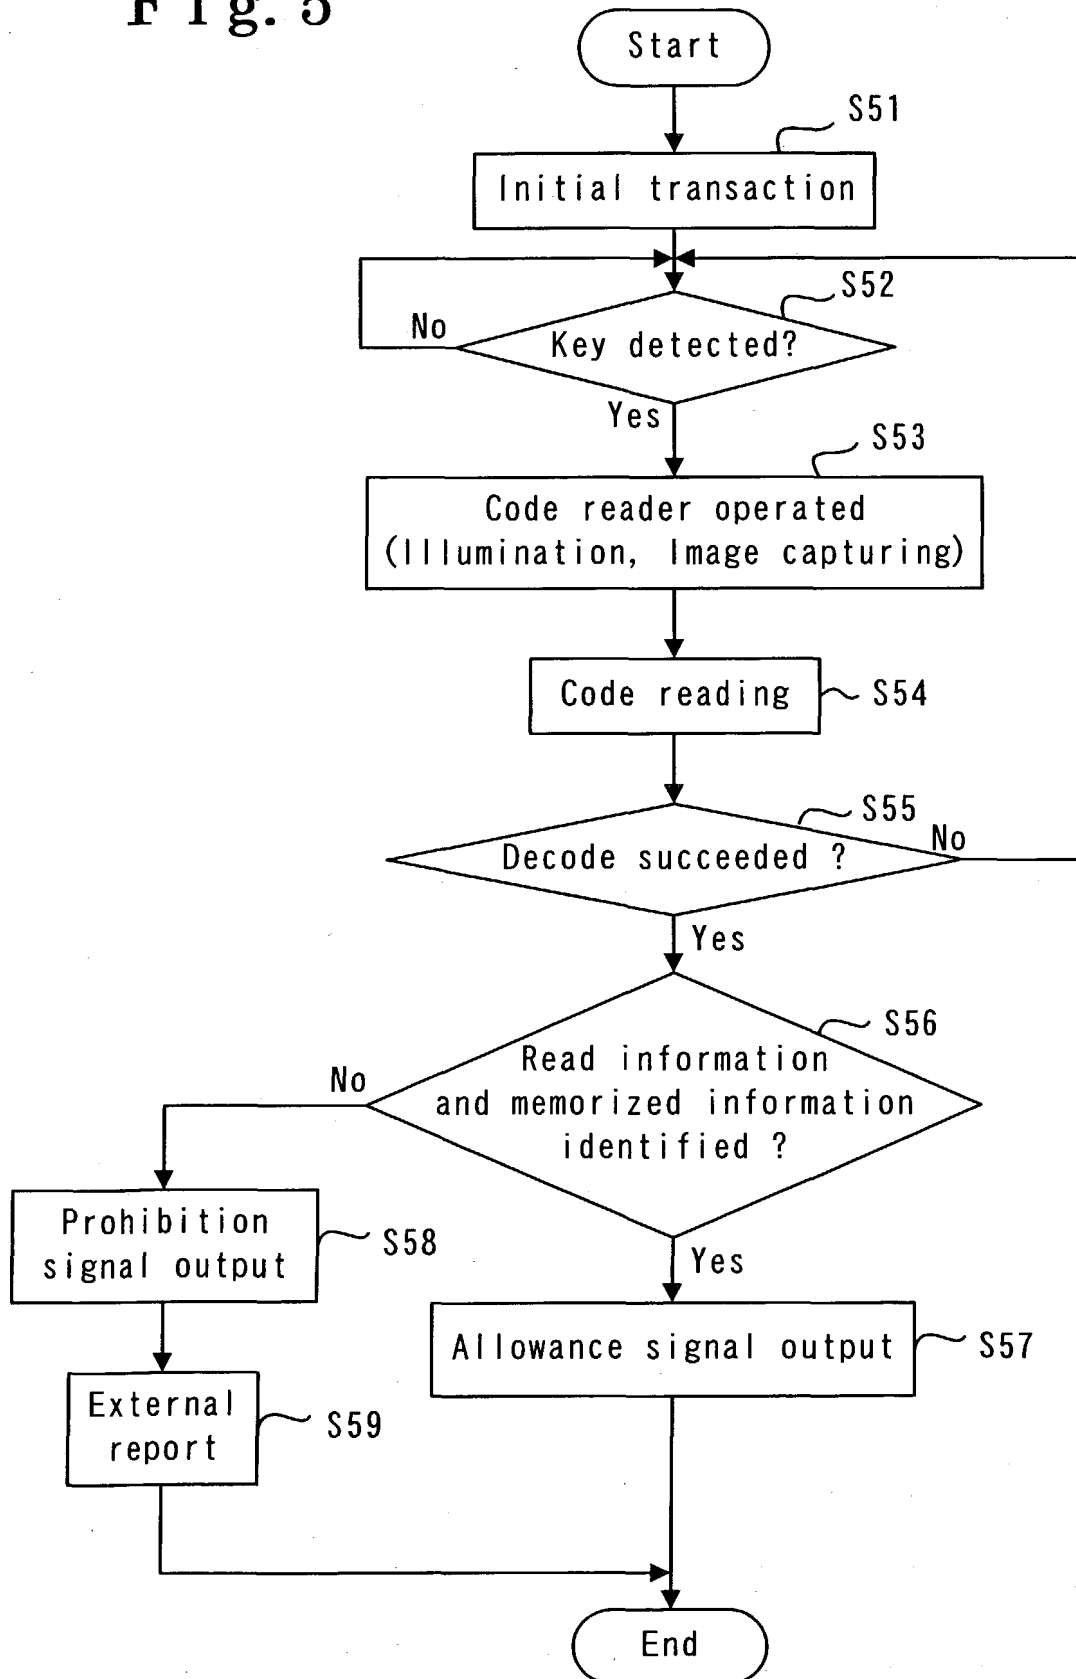 Fig. 5
Start
S51
Initial transaction
S52
No
Key detected?
Yes
S53
Code reader operated
(Illumination, Image capturing)
Code reading
S54
S55
No
Decode succeeded ?
Yes
S56
No
Read information
and memorized information
identified ?
Prohibition
signal output
S58
Yes
Allowance signal output
S57
External
report
S59
End